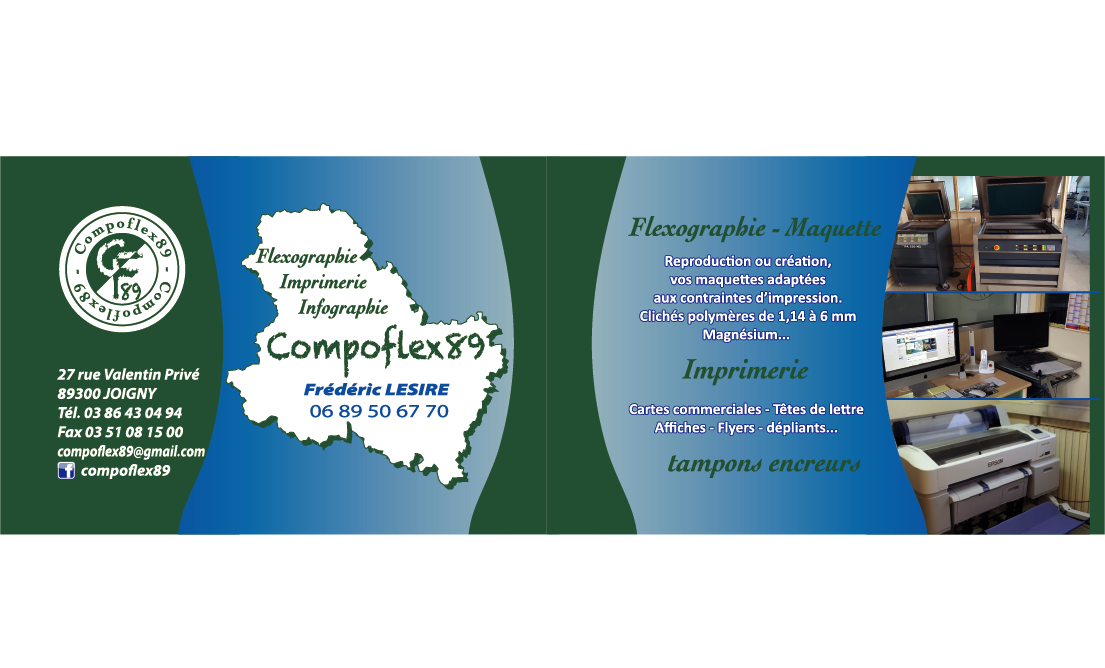 - Compoflex89 - Compoflex89
CF
89
27 rue Valentin Privé
89300 JOIGNY
Tél. 03 86 43 04 94
Fax 03 51 08 15 00
compoflex89@gmail.com
f compoflex89
Flexographie
Imprimerie
Infographie
Compoflex89
Frédéric LESIRE
06 89 50 67 70
Flexographie - Maquette
Reproduction ou création,
vos maquettes adaptées
aux contraintes d’impression.
Clichés polymères de 1,14 à 6 mm
Magnésium...
Imprimerie
Cartes commerciales - Têtes de lettre
Affiches - Flyers - dépliants...
tampons encreurs
EPSON